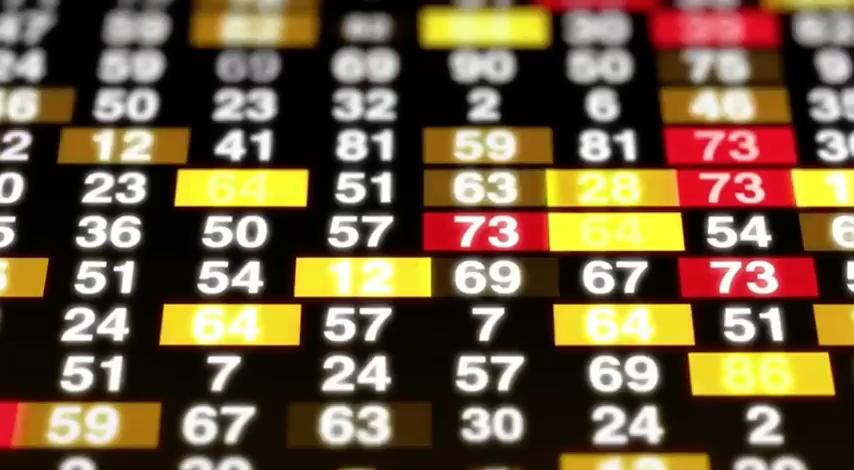 59 69 69 90 50 75
50 23 32 2 6 46
12 41 81 59 81 73
23 64 51 63 28 73
36 50 57 73 64 54
51 54 12 69 67 73
24 64 57 7 64 51
51 7 24 57 69 86
59 67 63 30 24 2